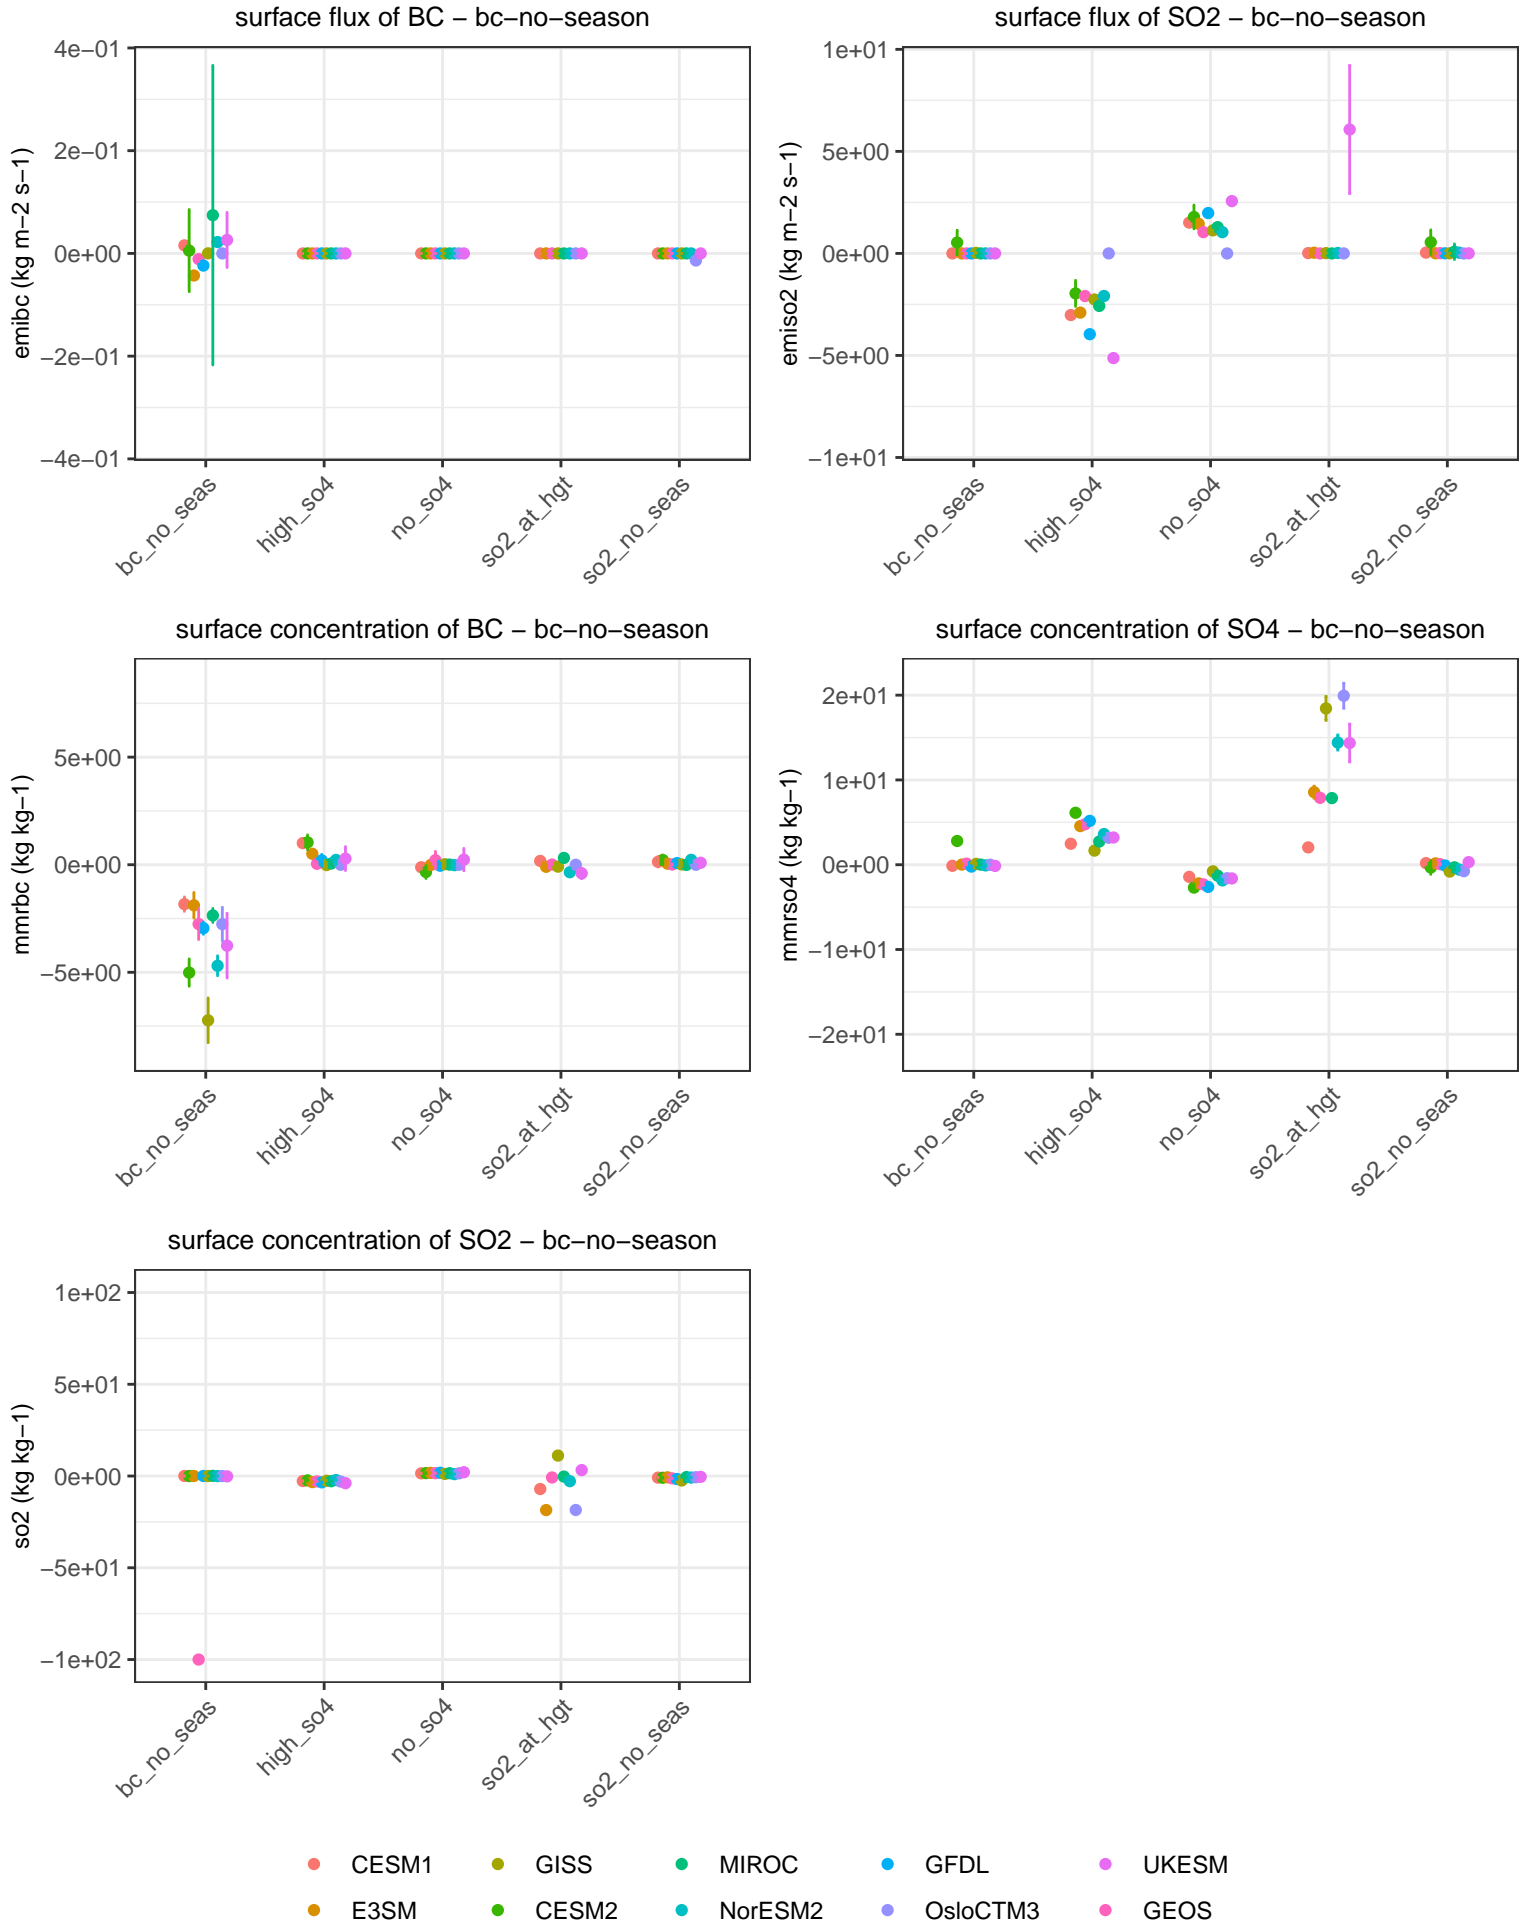 surface flux of BC − bc−no−season
emibc (kg m−2 s−1)
4e−01
2e−01
0e+00
−2e−01
−4e−01
bc_no_seas
high_so4
no_so4
so2_at_hgt
so2_no_seas
surface flux of SO2 − bc−no−season
emiso2 (kg m−2 s−1)
1e+01
5e+00
0e+00
−5e+00
−1e+01
bc_no_seas
high_so4
no_so4
so2_at_hgt
so2_no_seas
surface concentration of BC − bc−no−season
mmrbc (kg kg−1)
5e+00
0e+00
−5e+00
bc_no_seas
high_so4
no_so4
so2_at_hgt
so2_no_seas
surface concentration of SO4 − bc−no−season
mmrso4 (kg kg−1)
2e+01
1e+01
0e+00
−1e+01
−2e+01
bc_no_seas
high_so4
no_so4
so2_at_hgt
so2_no_seas
surface concentration of SO2 − bc−no−season
so2 (kg kg−1)
1e+02
5e+01
0e+00
−5e+01
−1e+02
bc_no_seas
high_so4
no_so4
so2_at_hgt
so2_no_seas
CESM1 GISS MIROC GFDL UKESM
E3SM CESM2 NorESM2 OsloCTM3 GEOS